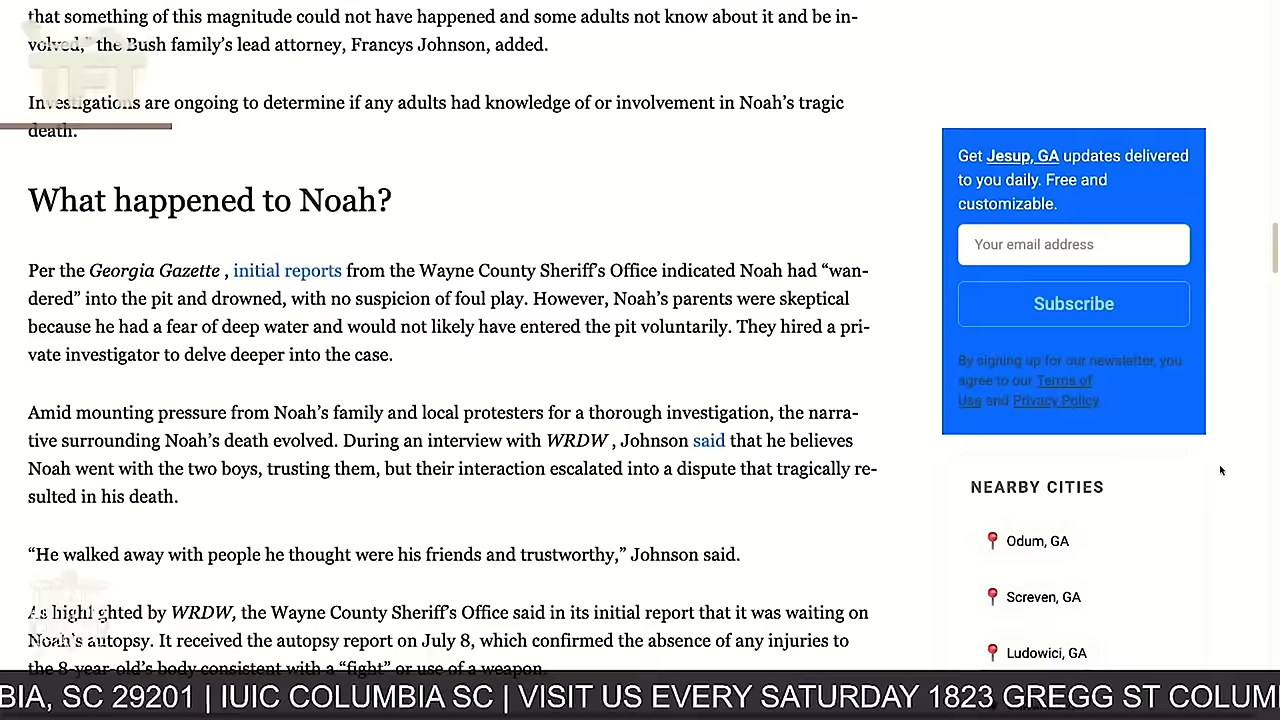 that something of this magnitude could not have happened and some adults not know about it and be in-
volved,” the Bush family’s lead attorney, Francys Johnson, added.
Investigations are ongoing to determine if any adults had knowledge of or involvement in Noah’s tragic
death.
What happened to Noah?
Per the Georgia Gazette , initial reports from the Wayne County Sheriff’s Office indicated Noah had “wan-
dered” into the pit and drowned, with no suspicion of foul play. However, Noah’s parents were skeptical
because he had a fear of deep water and would not likely have entered the pit voluntarily. They hired a pri-
vate investigator to delve deeper into the case.
Amid mounting pressure from Noah’s family and local protesters for a thorough investigation, the narra-
tive surrounding Noah’s death evolved. During an interview with WRDW , Johnson said that he believes
Noah went with the two boys, trusting them, but their interaction escalated into a dispute that tragically re-
sulted in his death.
“He walked away with people he thought were his friends and trustworthy,” Johnson said.
As highlighted by WRDW, the Wayne County Sheriff’s Office said in its initial report that it was waiting on
Noah’s autopsy. It received the autopsy report on July 8, which confirmed the absence of any injuries to
the 8-year-old’s body consistent with a “fight” or use of a weapon.
Get Jesup, GA updates delivered
to you daily. Free and
customizable.
Your email address
Subscribe
By signing up for our newsletter, you
agree to our Terms of
Use and Privacy Policy.
NEARBY CITIES
Odum, GA
Screven, GA
Ludowici, GA
BIA, SC 29201 | IUIC COLUMBIA SC | VISIT US EVERY SATURDAY 1823 GREGG ST COLUM